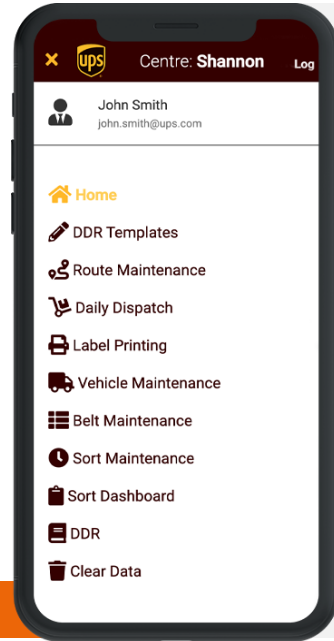 ups
Centre: Shannon
Log
John Smith
john.smith@ups.com
Home
DDR Templates
Route Maintenance
Daily Dispatch
Label Printing
Vehicle Maintenance
Belt Maintenance
Sort Maintenance
Sort Dashboard
DDR
Clear Data